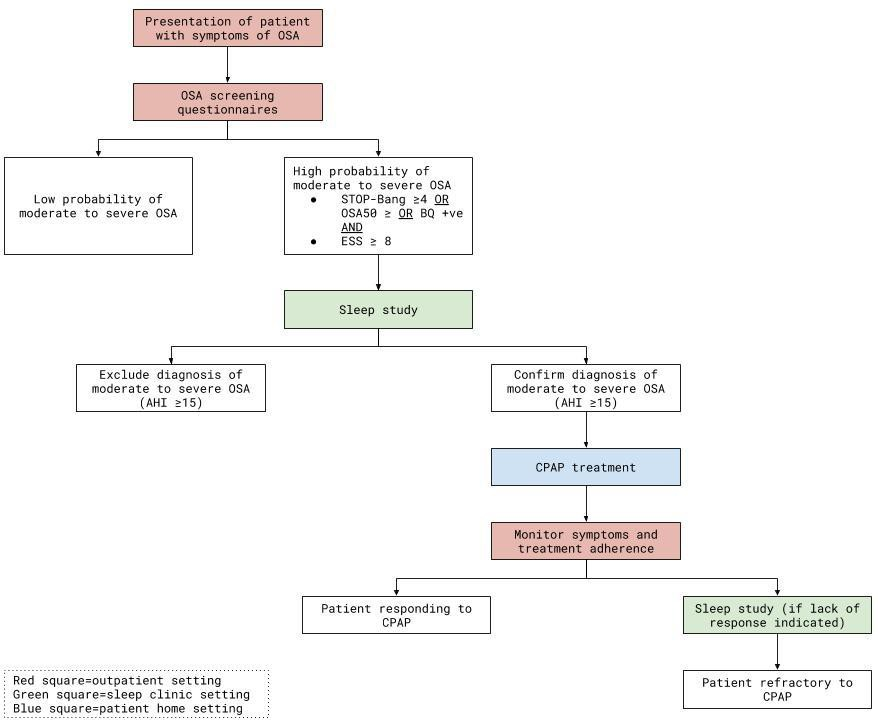 Presentation of patient
with symptoms of OSA
OSA screening
questionnaires
Low probability of
moderate to severe OSA
High probability of
moderate to severe OSA
● STOP-Bang ≥4 OR
OSA50 ≥ OR BQ +ve
AND
● ESS ≥ 8
Sleep study
Exclude diagnosis of
moderate to severe OSA
(AHI ≥15)
Confirm diagnosis of
moderate to severe OSA
(AHI ≥15)
CPAP treatment
Monitor symptoms and
treatment adherence
Patient responding to
CPAP
Sleep study (if lack of
response indicated)
Patient refractory to
CPAP
Red square=outpatient setting
Green square=sleep clinic setting
Blue square=patient home setting